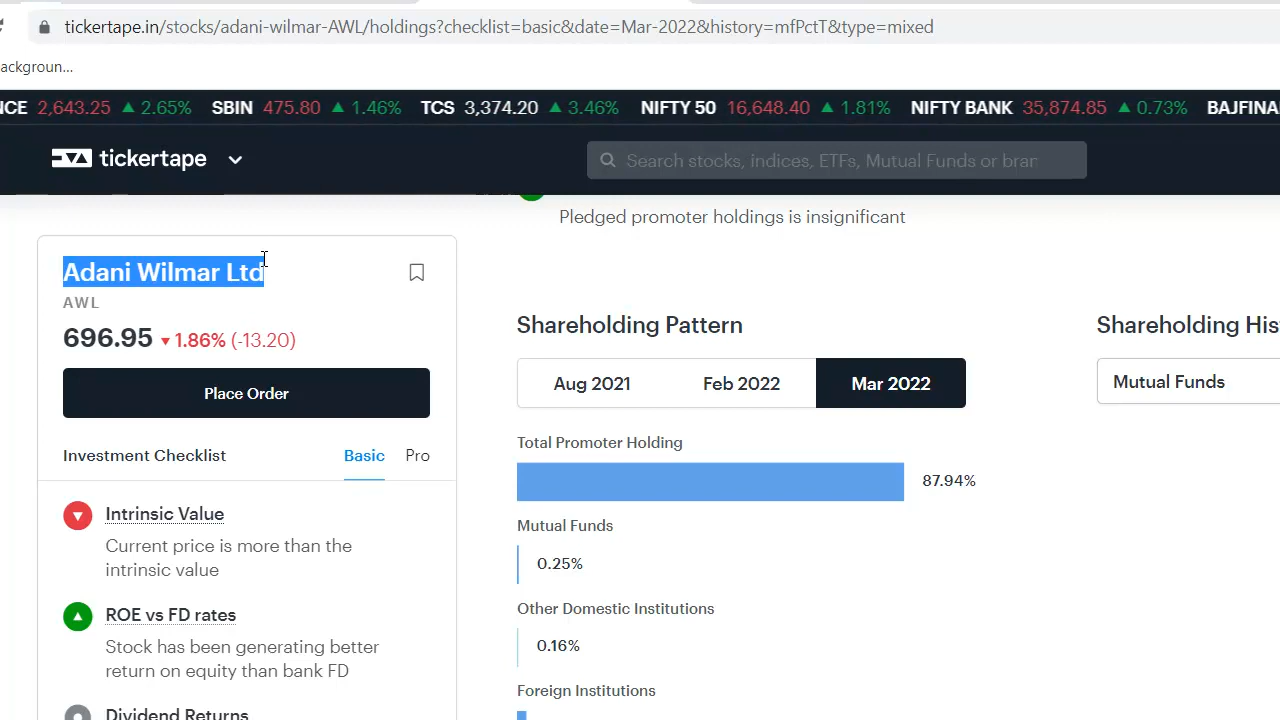 tickertape.in/stocks/adani-wilmar-AWL/holdings?checklist=basic&date=Mar-2022&history=mfPctT&type=mixed
ackgroun...
NCE 2,643.25 ▲ 2.65% SBIN 475.80 ▲ 1.46% TCS 3,374.20 ▲ 3.46% NIFTY 50 16,648.40 ▲ 1.81% NIFTY BANK 35,874.85 ▲ 0.73% BAJFINA
tickertape
Search stocks, indices, ETFs, Mutual Funds or bran
Pledged promoter holdings is insignificant
Adani Wilmar Ltd
AWL
696.95 ▼ 1.86% (-13.20)
Place Order
Investment Checklist Basic Pro
Intrinsic Value
Current price is more than the
intrinsic value
ROE vs FD rates
Stock has been generating better
return on equity than bank FD
Dividend Returns
Shareholding Pattern
Aug 2021 Feb 2022 Mar 2022
Total Promoter Holding
87.94%
Mutual Funds
0.25%
Other Domestic Institutions
0.16%
Foreign Institutions
Shareholding His
Mutual Funds